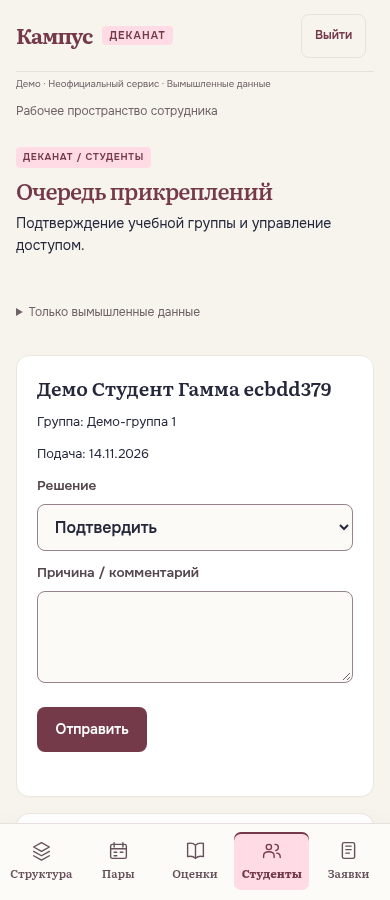 Кампус ДЕКАНАТ Выйти
Демо · Неофициальный сервис · Вымышленные данные
Рабочее пространство сотрудника
ДЕКАНАТ / СТУДЕНТЫ
Очередь прикреплений
Подтверждение учебной группы и управление
доступом.
Только вымышленные данные
Демо Студент Гамма ecbdd379
Группа: Демо-группа 1
Подача: 14.11.2026
Решение
Подтвердить
Причина / комментарий
Отправить
Структура Пары Оценки Студенты Заявки